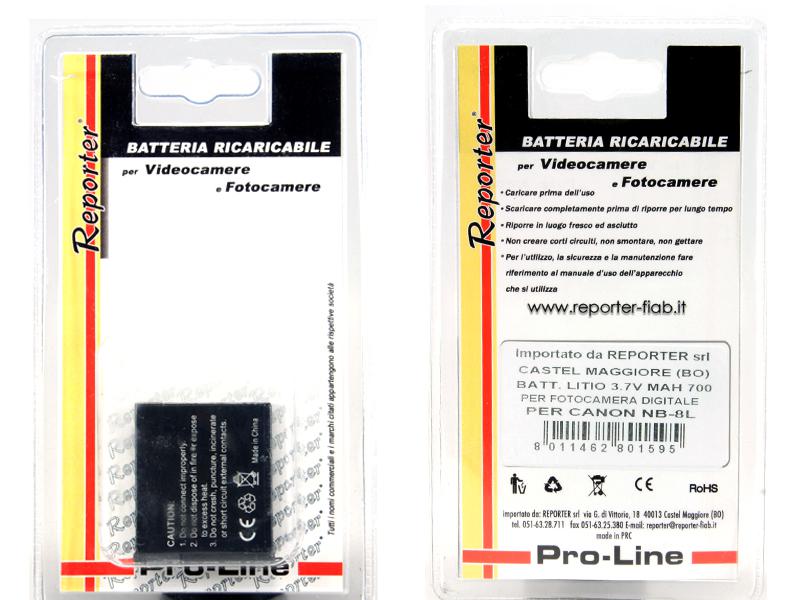 Reporter®
BATTERIA RICARICABILE
per Videocamere
e Fotocamere
Tutti i nomi commerciali e i marchi citati appartengono alle rispettive società
CAUTION:
1. Do not connect improperly.
2. Do not dispose of in fire or expose
to excess heat.
3. Do not cresh, puncture, incinerate
or short circuit external contacts.
CE
Made in China
Reporter®
Reporter®
Reporter®
Reporter®
Pro-Line
Reporter®
BATTERIA RICARICABILE
per Videocamere
e Fotocamere
• Caricare prima dell'uso
• Scaricare completamente prima di riporre per lungo tempo
• Riporre in luogo fresco ed asciutto
• Non creare corti circuiti, non smontare, non gettare
• Per l'utilizzo, la sicurezza e la manutenzione fare
riferimento al manuale d'uso dell'apparecchio
che si utilizza
www.reporter-fiab.it
Importato da REPORTER srl
CASTEL MAGGIORE (BO)
BATT. LITIO 3.7V MAH 700
PER FOTOCAMERA DIGITALE
PER CANON NB-8L
8 011462 801595
CE RoHS
importato da: REPORTER srl via G. di Vittorio, 18 40013 Castel Maggiore (BO)
tel. 051-63.28.711 fax 051-63.25.380 E-mail: reporter@reporter-fiab.it
made in PRC
Pro-Line